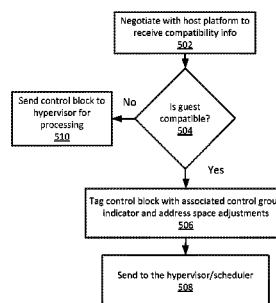 Negotiate with host platform to
receive compatibility info
502
Is guest
compatible?
504
No
Send control block to
hypervisor for
processing
510
Yes
Tag control block with associated control
indicator and address space adjustments
506
Send to the hypervisor/scheduler
508